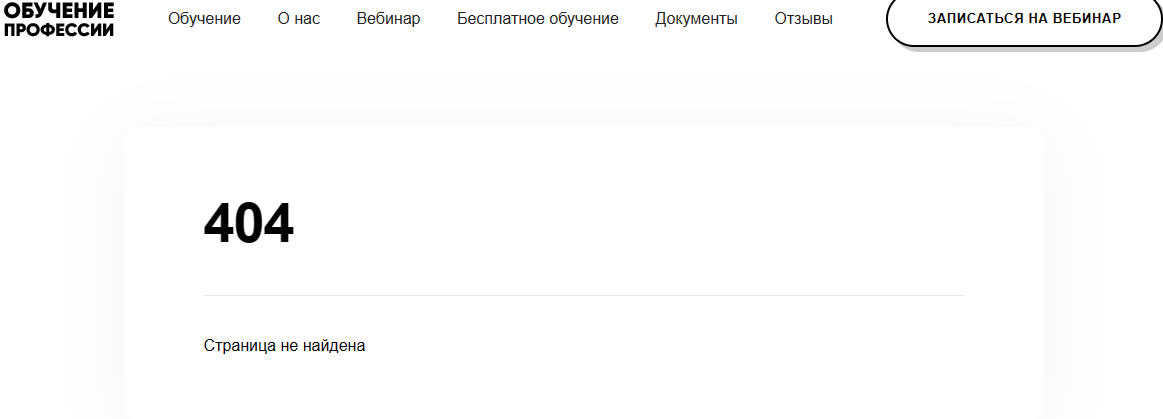 ОБУЧЕНИЕ
ПРОФЕССИИ
Обучение О нас Вебинар Бесплатное обучение Документы Отзывы ЗАПИСАТЬСЯ НА ВЕБИНАР
404
Страница не найдена